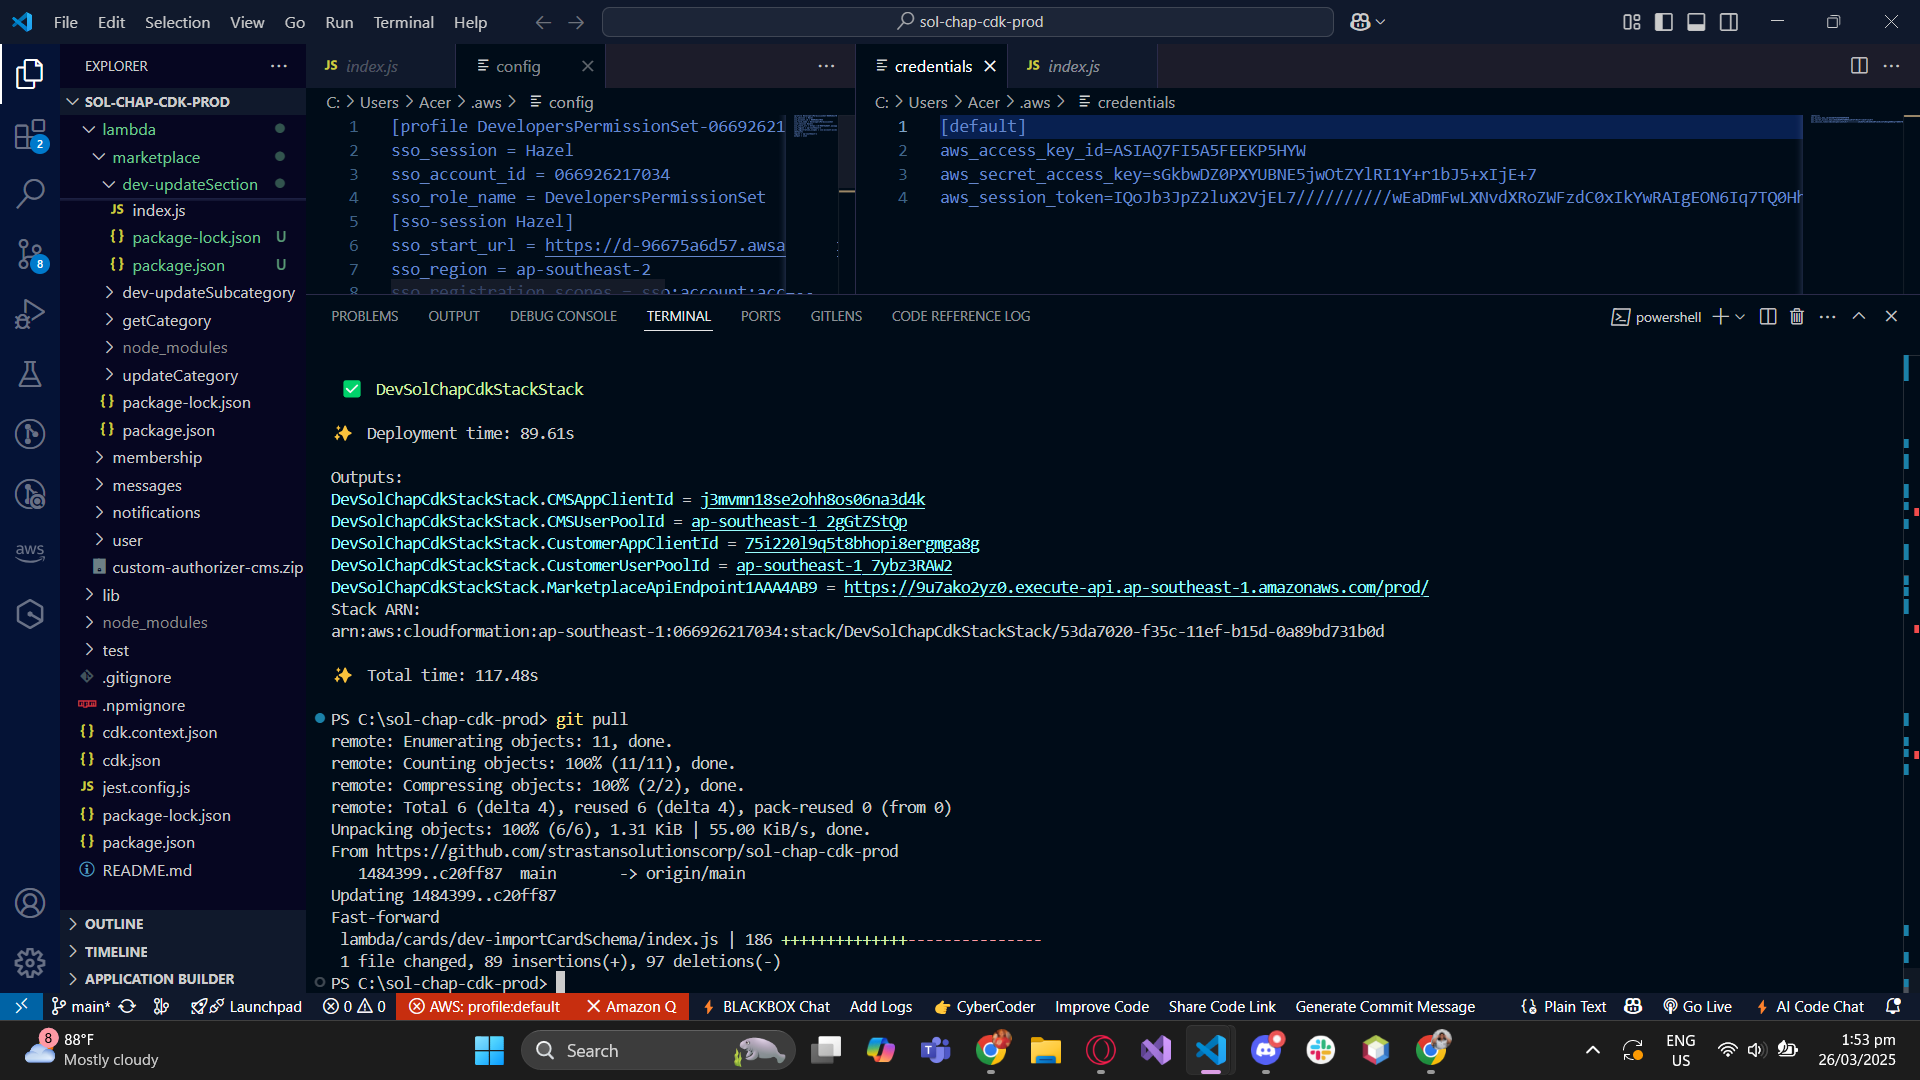 File Edit Selection View Go Run Terminal Help
sol-chap-cdk-prod
EXPLORER
SOL-CHAP-CDK-PROD
lambda
marketplace
dev-updateSection
JS index.js
{} package-lock.json U
{} package.json U
dev-updateSubcategory
getCategory
node_modules
updateCategory
{} package-lock.json
{} package.json
membership
messages
notifications
user
custom-authorizer-cms.zip
lib
node_modules
test
.gitignore
.npmignore
{} cdk.context.json
{} cdk.json
JS jest.config.js
{} package-lock.json
{} package.json
README.md
OUTLINE
TIMELINE
APPLICATION BUILDER
2
8
aws
JS index.js
config
C: > Users > Acer > .aws > config
1 [profile DevelopersPermissionSet-06692621
2 sso_session = Hazel
3 sso_account_id = 066926217034
4 sso_role_name = DevelopersPermissionSet
5 [sso-session Hazel]
6 sso_start_url = https://d-96675a6d57.awsa
7 sso_region = ap-southeast-2
8 sso_registration_scopes = sso:account:acc
credentials
JS index.js
C: > Users > Acer > .aws > credentials
1 [default]
2 aws_access_key_id=ASIAQ7FI5A5FEEKP5HYW
3 aws_secret_access_key=sGkbwDZ0PXYUBNE5jwOtZYlRI1Y+r1bJ5+xIjE+7
4 aws_session_token=IQoJb3JpZ2luX2VjEL7//////////wEaDmFwLXNvdXRoZWFzdC0xIkYwRAIgEON6Iq7TQ0Hh
PROBLEMS OUTPUT DEBUG CONSOLE TERMINAL PORTS GITLENS CODE REFERENCE LOG
powershell
✅ DevSolChapCdkStackStack
✨ Deployment time: 89.61s
Outputs:
DevSolChapCdkStackStack.CMSAppClientId = j3mvmn18se2ohh8os06na3d4k
DevSolChapCdkStackStack.CMSUserPoolId = ap-southeast-1_2gGtZStQp
DevSolChapCdkStackStack.CustomerAppClientId = 75i220l9q5t8bhopi8ergmga8g
DevSolChapCdkStackStack.CustomerUserPoolId = ap-southeast-1_7ybz3RAW2
DevSolChapCdkStackStack.MarketplaceApiEndpoint1AAA4AB9 = https://9u7ako2yz0.execute-api.ap-southeast-1.amazonaws.com/prod/
Stack ARN:
arn:aws:cloudformation:ap-southeast-1:066926217034:stack/DevSolChapCdkStackStack/53da7020-f35c-11ef-b15d-0a89bd731b0d
✨ Total time: 117.48s
PS C:\sol-chap-cdk-prod> git pull
remote: Enumerating objects: 11, done.
remote: Counting objects: 100% (11/11), done.
remote: Compressing objects: 100% (2/2), done.
remote: Total 6 (delta 4), reused 6 (delta 4), pack-reused 0 (from 0)
Unpacking objects: 100% (6/6), 1.31 KiB | 55.00 KiB/s, done.
From https://github.com/strastansolutionscorp/sol-chap-cdk-prod
1484399..c20ff87 main -> origin/main
Updating 1484399..c20ff87
Fast-forward
lambda/cards/dev-importCardSchema/index.js | 186 ++++++++++++++---------------
1 file changed, 89 insertions(+), 97 deletions(-)
PS C:\sol-chap-cdk-prod>
main* Launchpad 0 0 AWS: profile:default Amazon Q BLACKBOX Chat Add Logs CyberCoder Improve Code Share Code Link Generate Commit Message Plain Text Go Live AI Code Chat
8
88°F
Mostly cloudy
Search
ENG
US
1:53 pm
26/03/2025